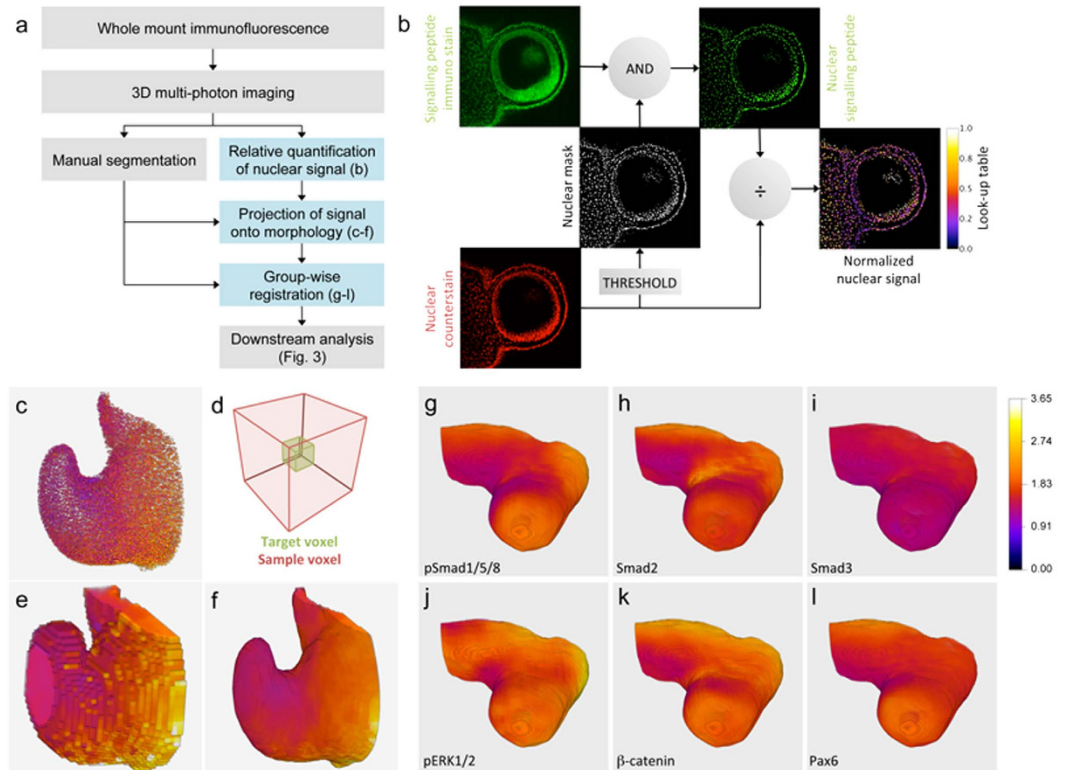 a
Whole mount immunofluorescence
3D multi-photon imaging
Manual segmentation
Relative quantification
of nuclear signal (b)
Projection of signal
onto morphology (c-f)
Group-wise
registration (g-l)
Downstream analysis
(Fig. 3)
b
Signalling peptide
immuno stain
AND
Nuclear
signalling peptide
Nuclear mask
÷
1.0
0.8
0.5
0.2
0.0
Look-up table
Normalized
nuclear signal
THRESHOLD
Nuclear
counterstain
c
d
Target voxel
Sample voxel
e
f
g
pSmad1/5/8
h
Smad2
i
Smad3
3.65
2.74
1.83
0.91
0.00
j
pERK1/2
k
β-catenin
l
Pax6